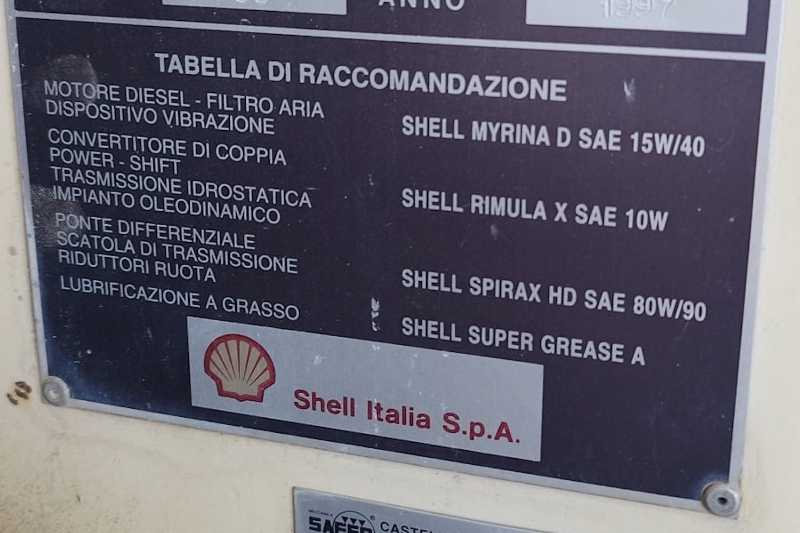 ANNO
1997
TABELLA DI RACCOMANDAZIONE
MOTORE DIESEL - FILTRO ARIA
DISPOSITIVO VIBRAZIONE
SHELL MYRINA D SAE 15W/40
CONVERTITORE DI COPPIA
POWER - SHIFT
TRASMISSIONE IDROSTATICA
IMPIANTO OLEODINAMICO
SHELL RIMULA X SAE 10W
PONTE DIFFERENZIALE
SCATOLA DI TRASMISSIONE
RIDUTTORI RUOTA
SHELL SPIRAX HD SAE 80W/90
LUBRIFICAZIONE A GRASSO
SHELL SUPER GREASE A
Shell Italia S.p.A.